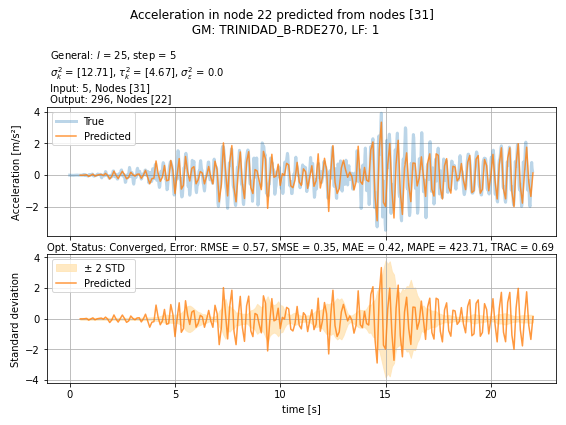 Acceleration in node 22 predicted from nodes [31]
GM: TRINIDAD_B-RDE270, LF: 1
General: l = 25, step = 5
σ²ₖ = [12.71], τ²ₖ = [4.67], σ²ε = 0.0
Input: 5, Nodes [31]
Output: 296, Nodes [22]
4
2
0
−2
Acceleration [m/s²]
True
Predicted
Opt. Status: Converged, Error: RMSE = 0.57, SMSE = 0.35, MAE = 0.42, MAPE = 423.71, TRAC = 0.69
4
2
0
−2
−4
Standard deviation
± 2 STD
Predicted
0 5 10 15 20
time [s]